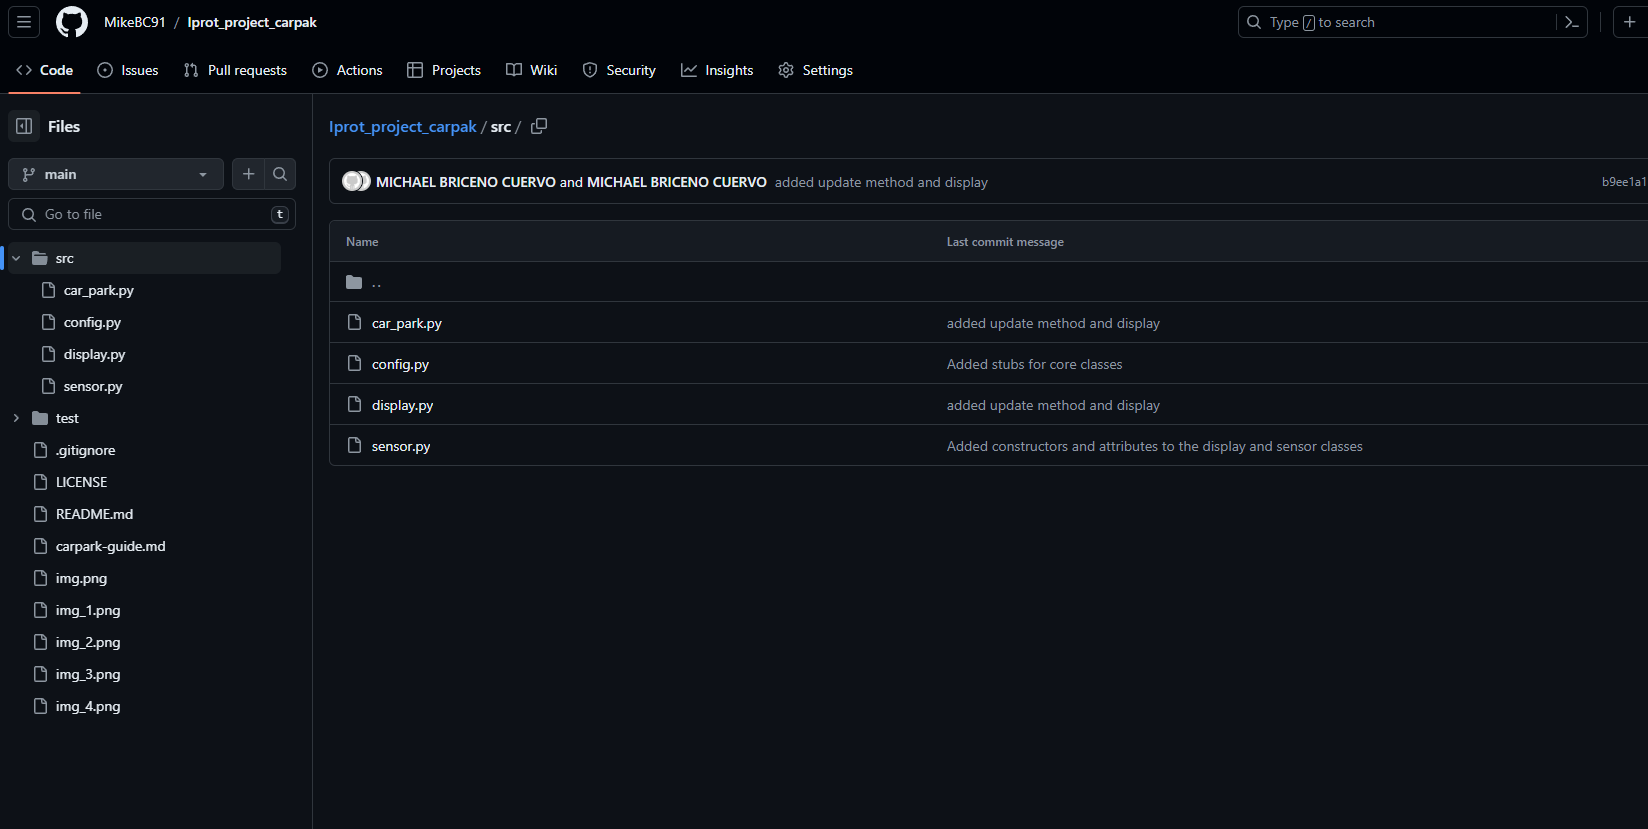 MikeBC91 / Iprot_project_carpak
Type / to search
Code Issues Pull requests Actions Projects Wiki Security Insights Settings
Files
main
Go to file t
src
car_park.py
config.py
display.py
sensor.py
test
.gitignore
LICENSE
README.md
carpark-guide.md
img.png
img_1.png
img_2.png
img_3.png
img_4.png
Iprot_project_carpak / src /
MICHAEL BRICENO CUERVO and MICHAEL BRICENO CUERVO added update method and display b9ee1a1
Name Last commit message
..
car_park.py added update method and display
config.py Added stubs for core classes
display.py added update method and display
sensor.py Added constructors and attributes to the display and sensor classes